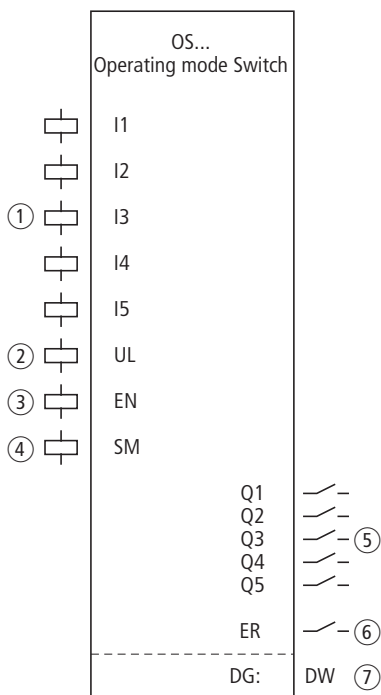 OS...
Operating mode Switch
I1
I2
1 I3
I4
I5
2 UL
3 EN
4 SM
Q1
Q2
Q3 5
Q4
Q5
ER 6
DG: DW 7